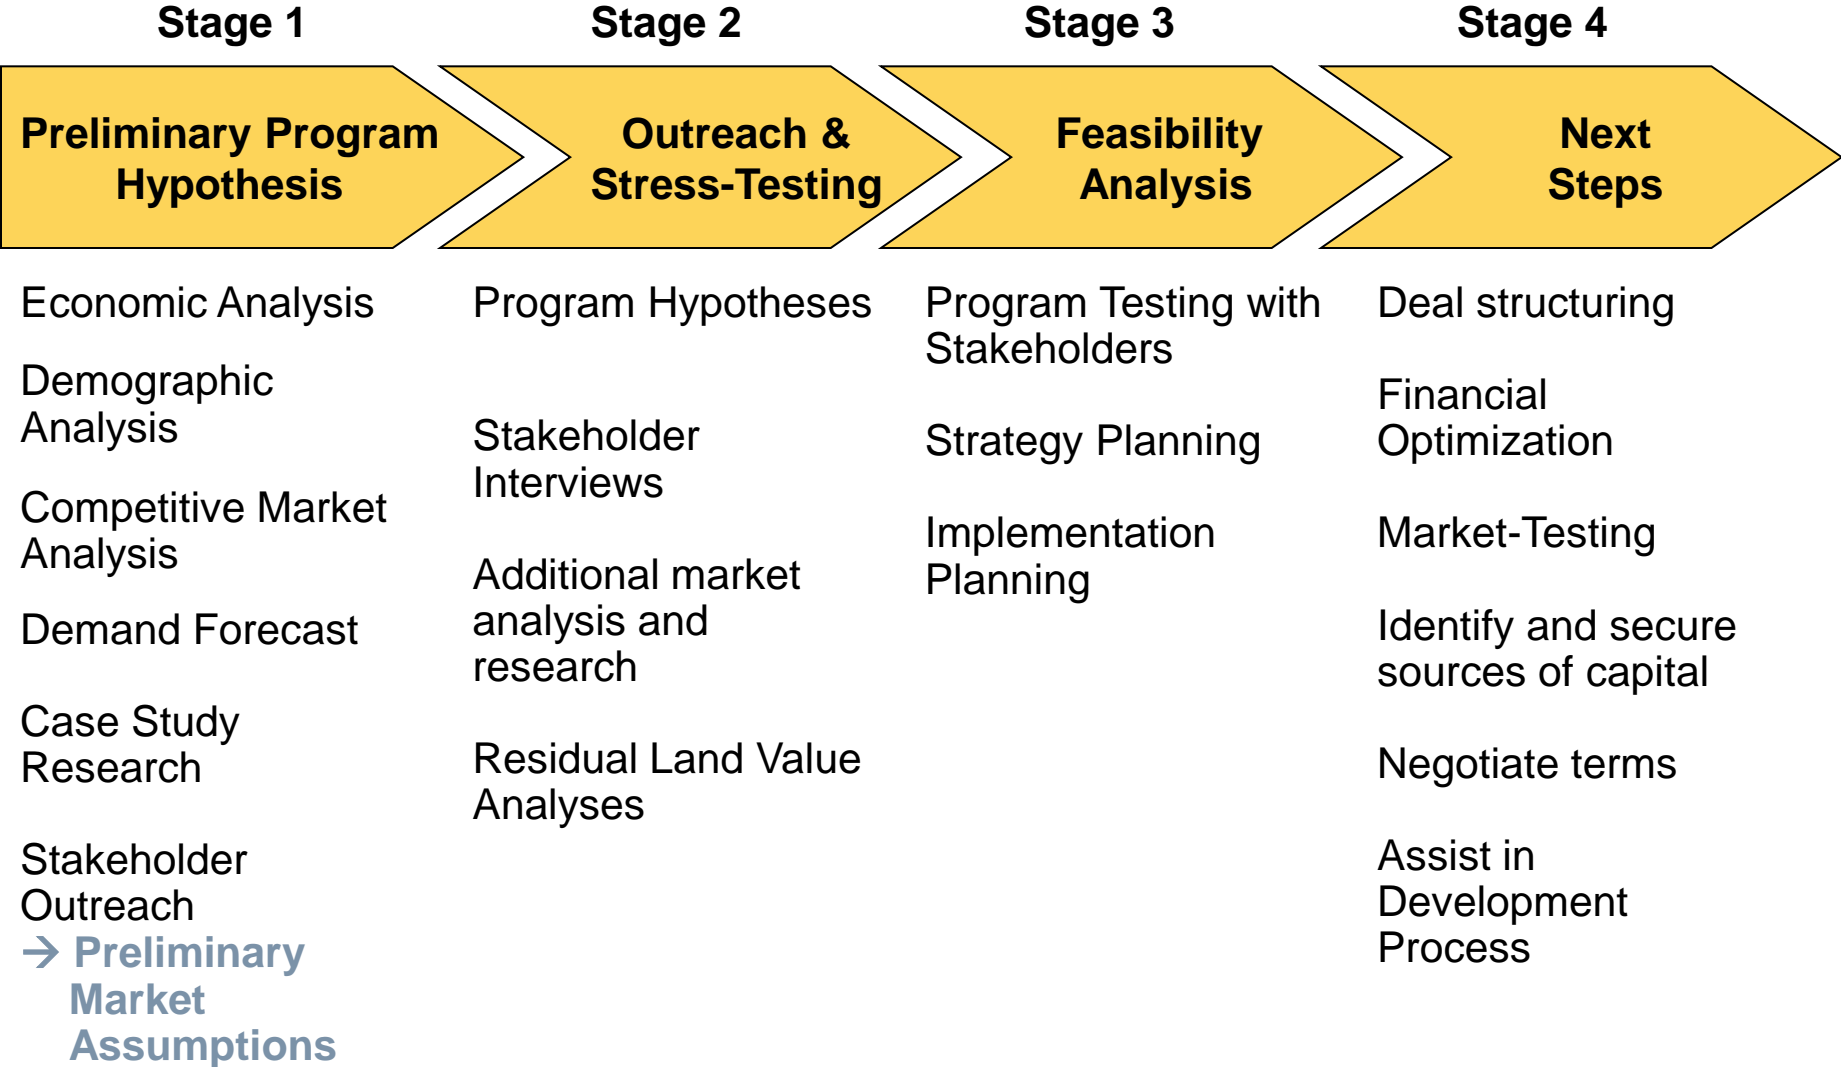 Stage 1
Stage 2
Stage 3
Stage 4
Preliminary Program
Hypothesis
Outreach &
Stress-Testing
Feasibility
Analysis
Next
Steps
Economic Analysis
Demographic
Analysis
Competitive Market
Analysis
Demand Forecast
Case Study
Research
Stakeholder
Outreach
→ Preliminary
Market
Assumptions
Program Hypotheses
Stakeholder
Interviews
Additional market
analysis and
research
Residual Land Value
Analyses
Program Testing with
Stakeholders
Strategy Planning
Implementation
Planning
Deal structuring
Financial
Optimization
Market-Testing
Identify and secure
sources of capital
Negotiate terms
Assist in
Development
Process